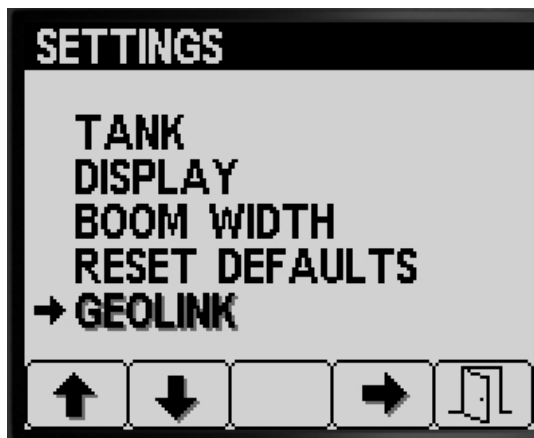 SETTINGS
TANK
DISPLAY
BOOM WIDTH
RESET DEFAULTS
GEOLINK